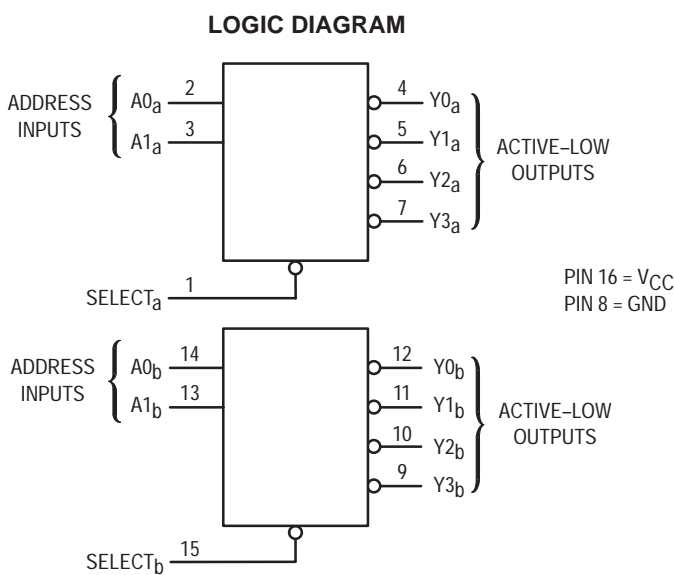 LOGIC DIAGRAM
ADDRESS
INPUTS
A0a 2
A1a 3
4 Y0a
5 Y1a
6 Y2a
7 Y3a
ACTIVE–LOW
OUTPUTS
SELECTa 1
PIN 16 = VCC
PIN 8 = GND
ADDRESS
INPUTS
A0b 14
A1b 13
12 Y0b
11 Y1b
10 Y2b
9 Y3b
ACTIVE–LOW
OUTPUTS
SELECTb 15